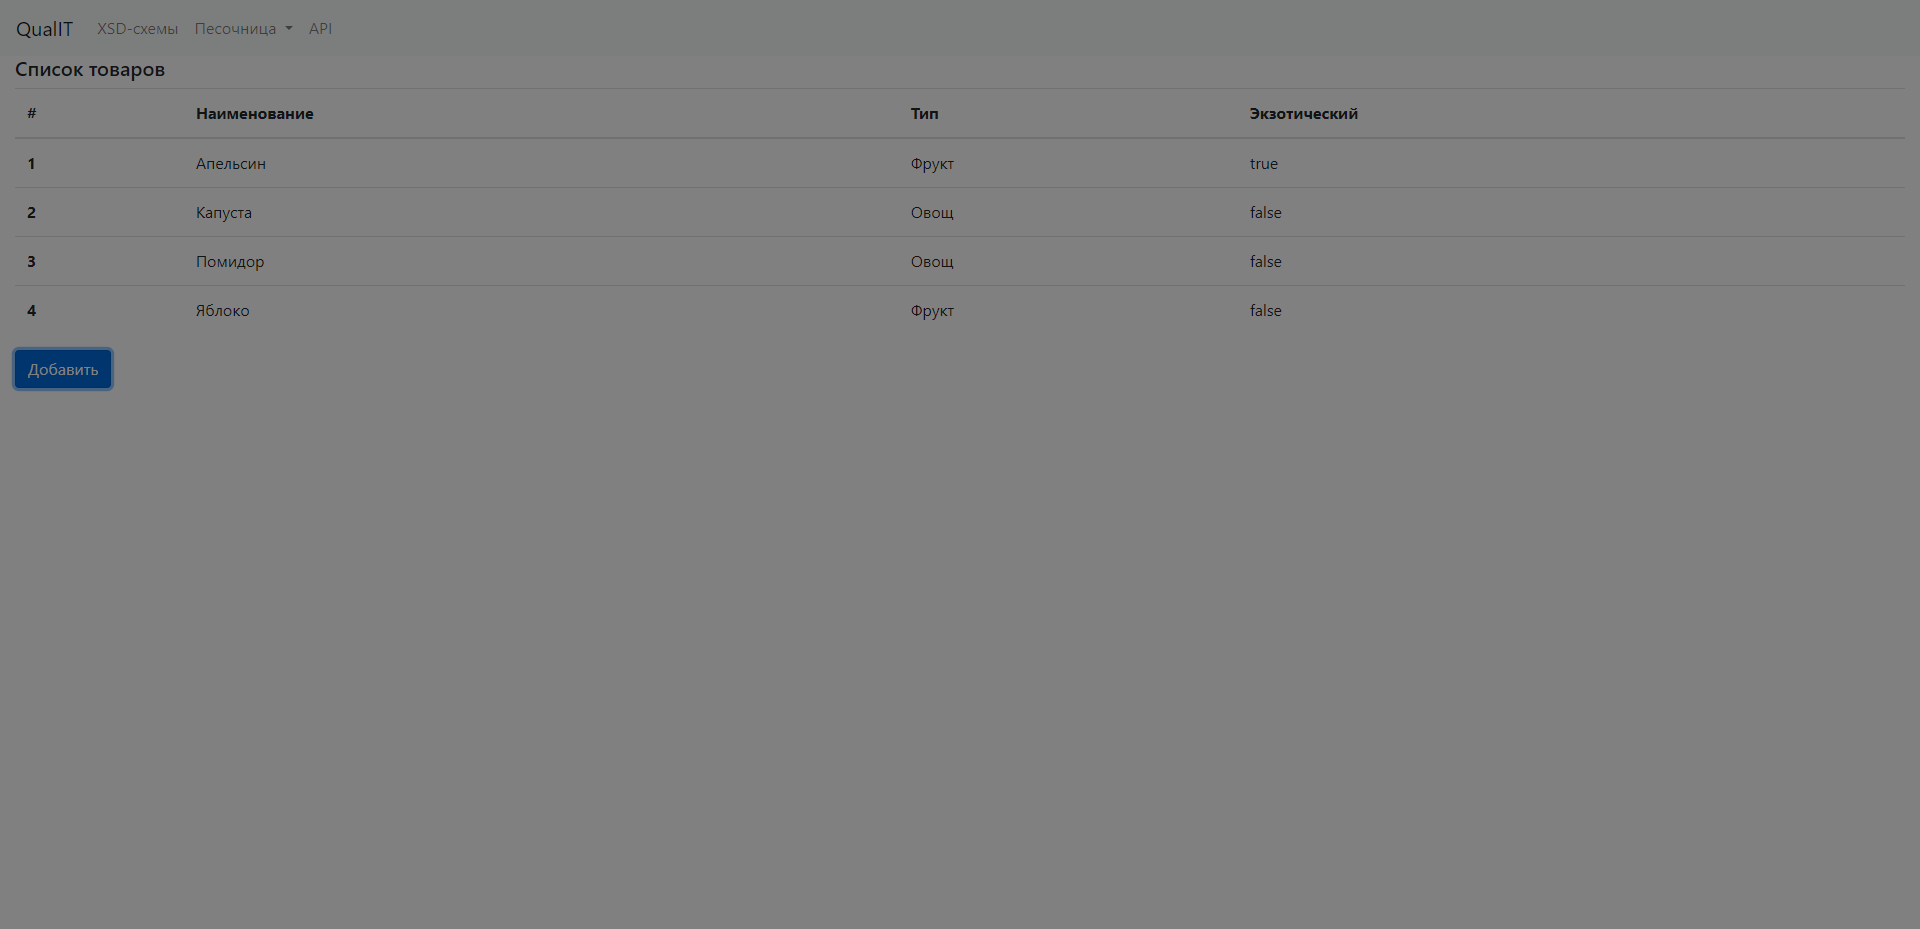 QualIT XSD-схемы Песочница API
Список товаров
# Наименование Тип Экзотический
1 Апельсин Фрукт true
2 Капуста Овощ false
3 Помидор Овощ false
4 Яблоко Фрукт false
Добавить